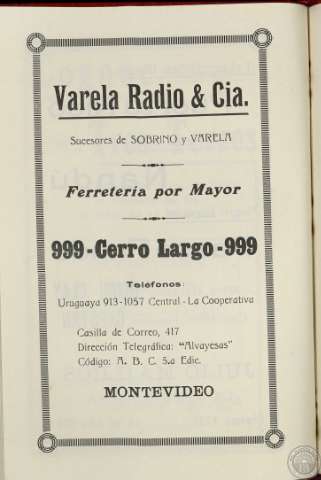 Varela Radio & Cia.
Sucesores de SOBRINO y VARELA
Ferretería por Mayor
999-Cerro Largo-999
Teléfonos:
Uruguaya 913-1057 Central - La Cooperativa
Casilla de Correo, 417
Dirección Telegráfica: "Alvayesas"
Código: A. B. C. 5.a Edic.
MONTEVIDEO